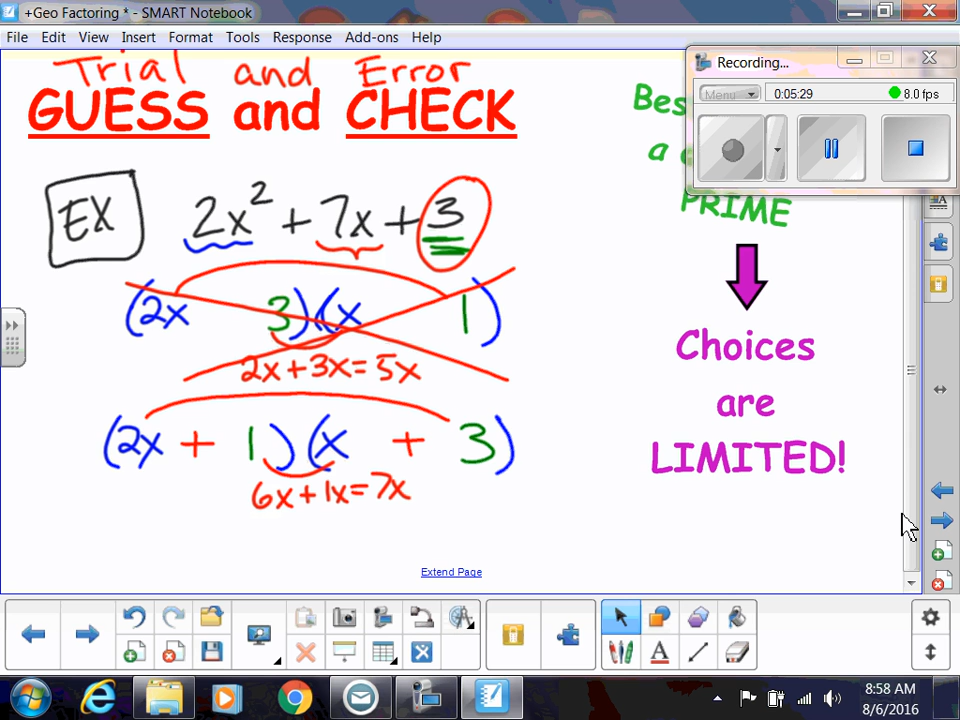 +Geo Factoring * - SMART Notebook
File Edit View Insert Format Tools Response Add-ons Help
Recording...
Menu 0:05:29 8.0 fps
Trial and Error
GUESS and CHECK
Bes
a
PRIME
EX 2x² + 7x + 3
(2x 3)(x 1)
2x+3x=5x
(2x + 1)(x + 3)
6x+1x=7x
Choices
are
LIMITED!
Extend Page
A
8:58 AM
8/6/2016